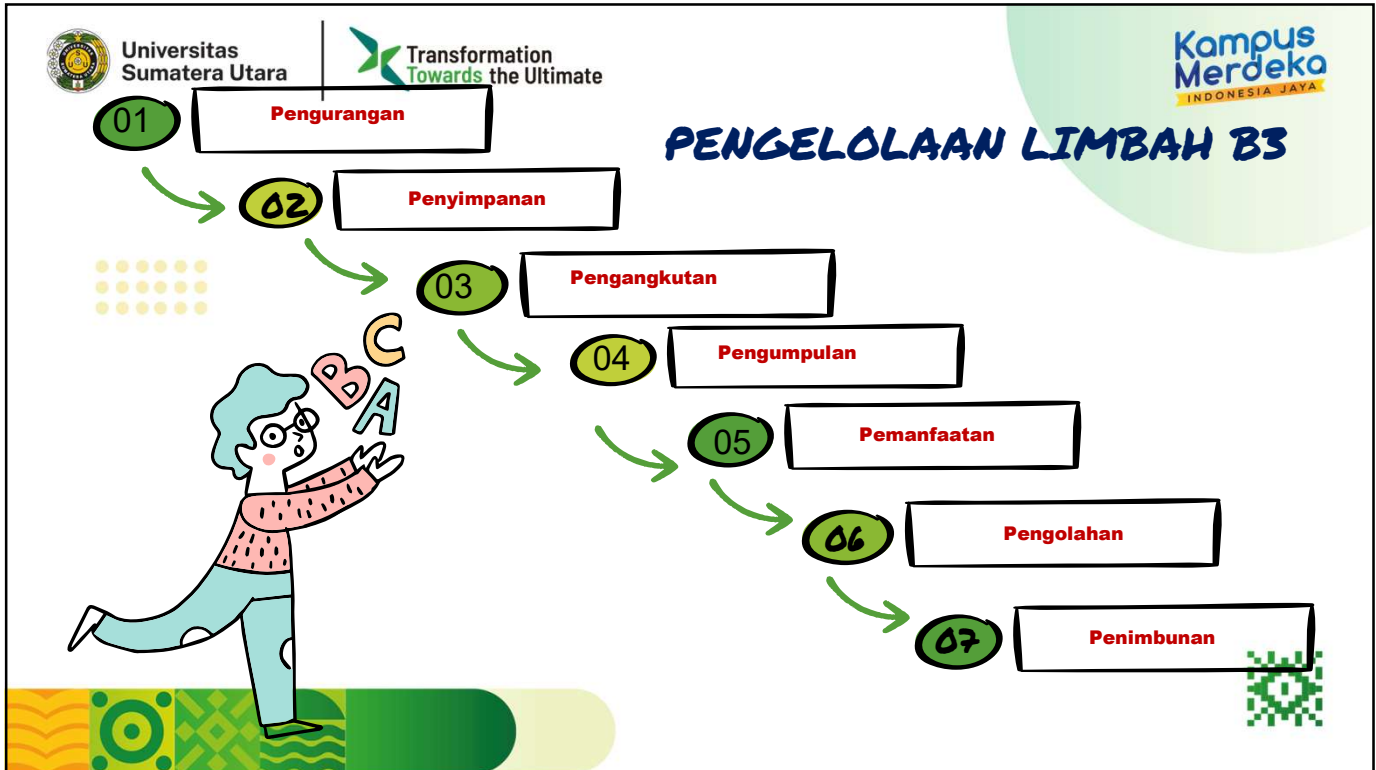 Universitas
Sumatera Utara
Transformation
Towards the Ultimate
Kampus
Merdeka
INDONESIA JAYA
PENGELOLAAN LIMBAH B3
01
Pengurangan
02
Penyimpanan
03
Pengangkutan
04
Pengumpulan
05
Pemanfaatan
06
Pengolahan
07
Penimbunan
B C
A